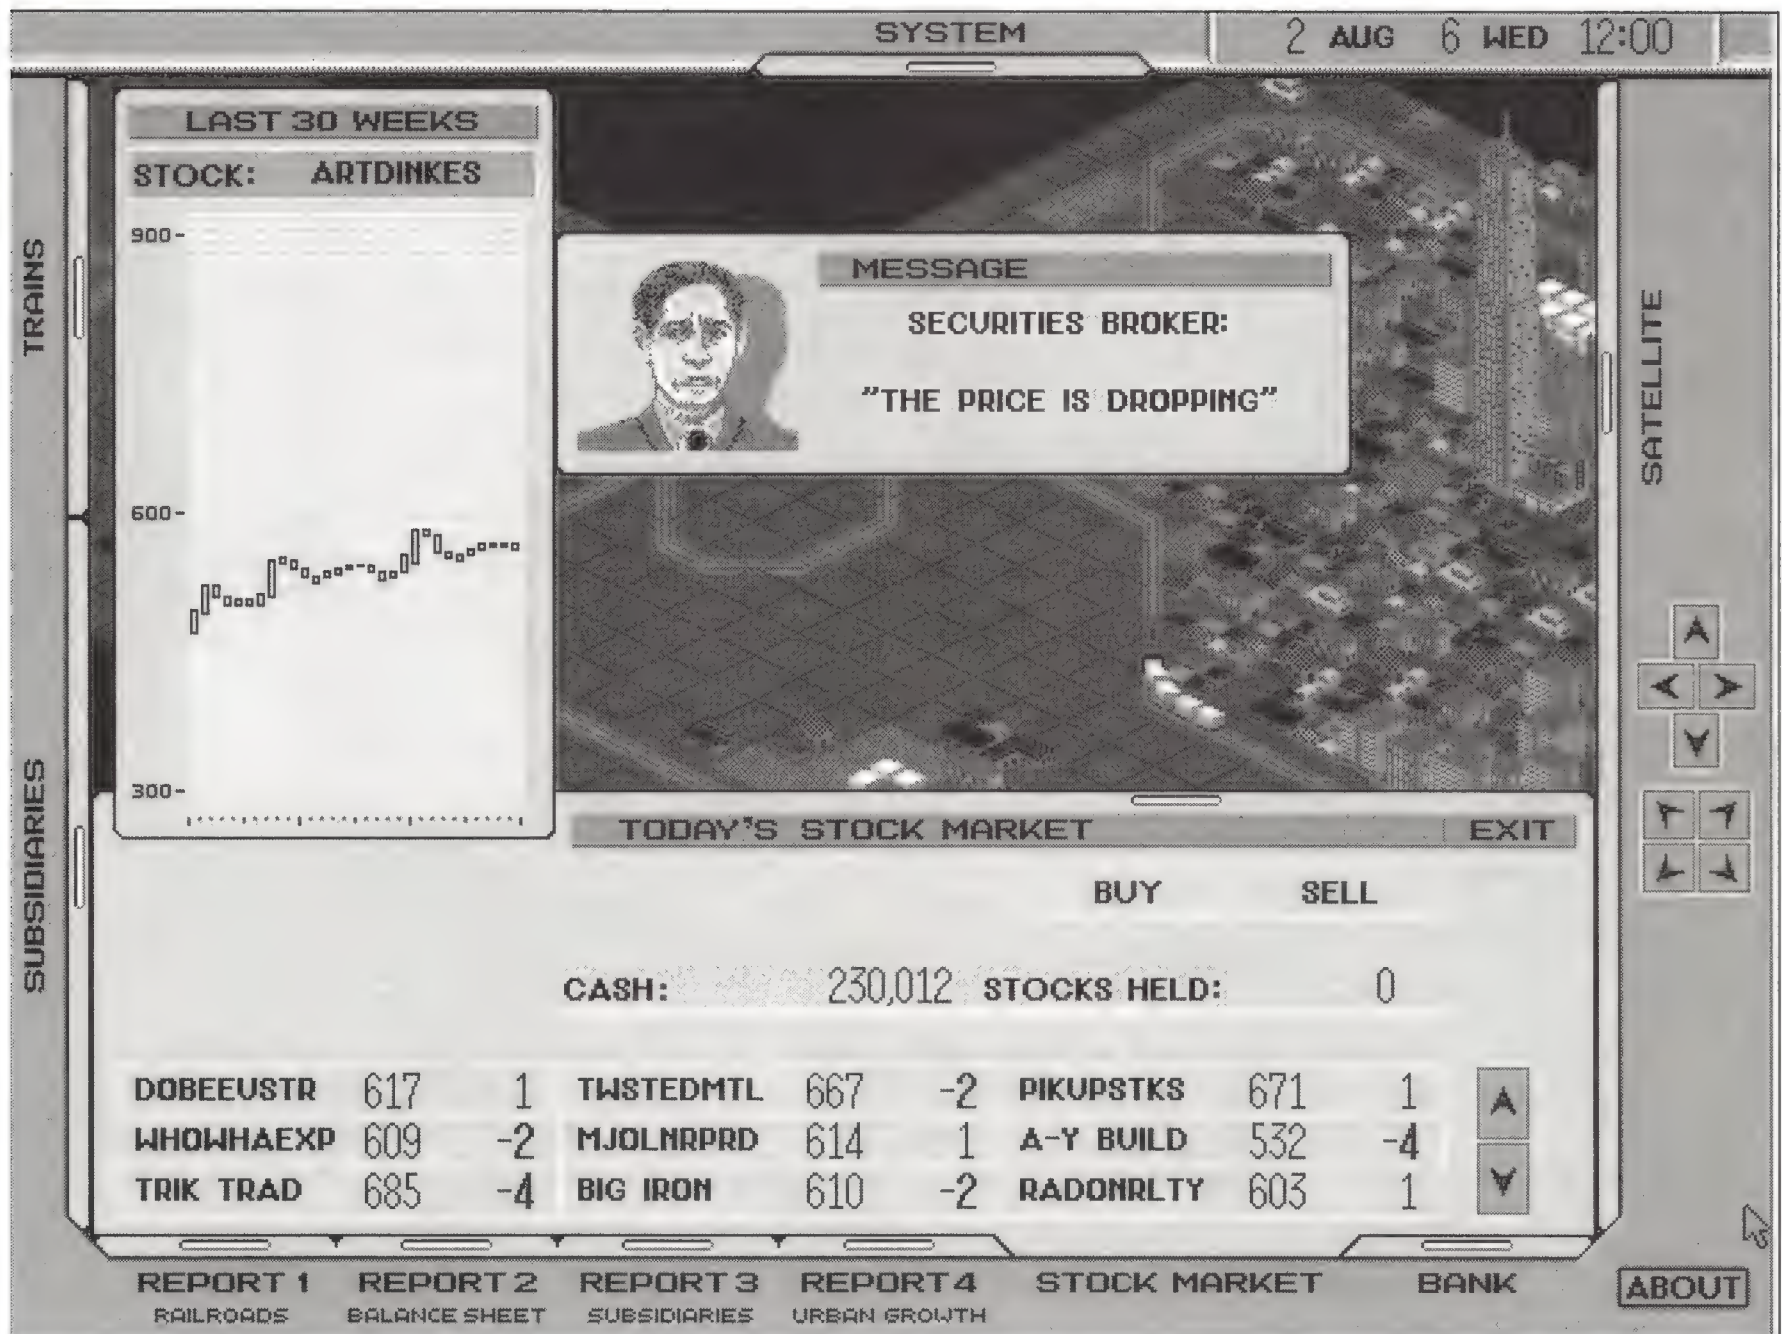 SYSTEM
2 AUG 6 WED 12:00
LAST 30 WEEKS
STOCK: ARTDINKES
900-
600-
300-
MESSAGE
SECURITIES BROKER:
"THE PRICE IS DROPPING"
TRAINS
SUBSIDIARIES
SATELLITE
TODAY'S STOCK MARKET EXIT
BUY SELL
CASH: 230,012 STOCKS HELD: 0
DOBEEUSTR 617 1 TWSTEDMTL 667 -2 PIKUPSTKS 671 1
WHOWHAEXP 609 -2 MJOLNRPRD 614 1 A-Y BUILD 532 -4
TRIK TRAD 685 -4 BIG IRON 610 -2 RADONRLTY 603 1
REPORT 1 REPORT 2 REPORT 3 REPORT 4 STOCK MARKET BANK ABOUT
RAILROADS BALANCE SHEET SUBSIDIARIES URBAN GROWTH